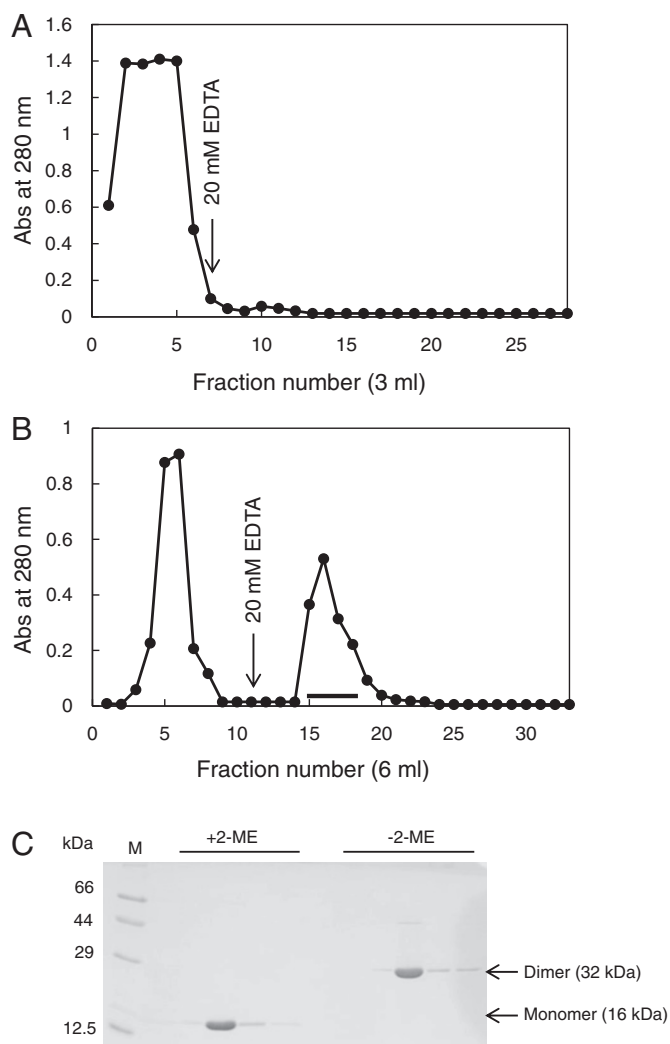 A
Abs at 280 nm
1.6
1.4
1.2
1
0.8
0.6
0.4
0.2
0
20 mM EDTA
0 5 10 15 20 25
Fraction number (3 ml)
B
Abs at 280 nm
1
0.8
0.6
0.4
0.2
0
20 mM EDTA
0 5 10 15 20 25 30
Fraction number (6 ml)
C
kDa M +2-ME -2-ME
66
44
29
12.5
Dimer (32 kDa)
Monomer (16 kDa)